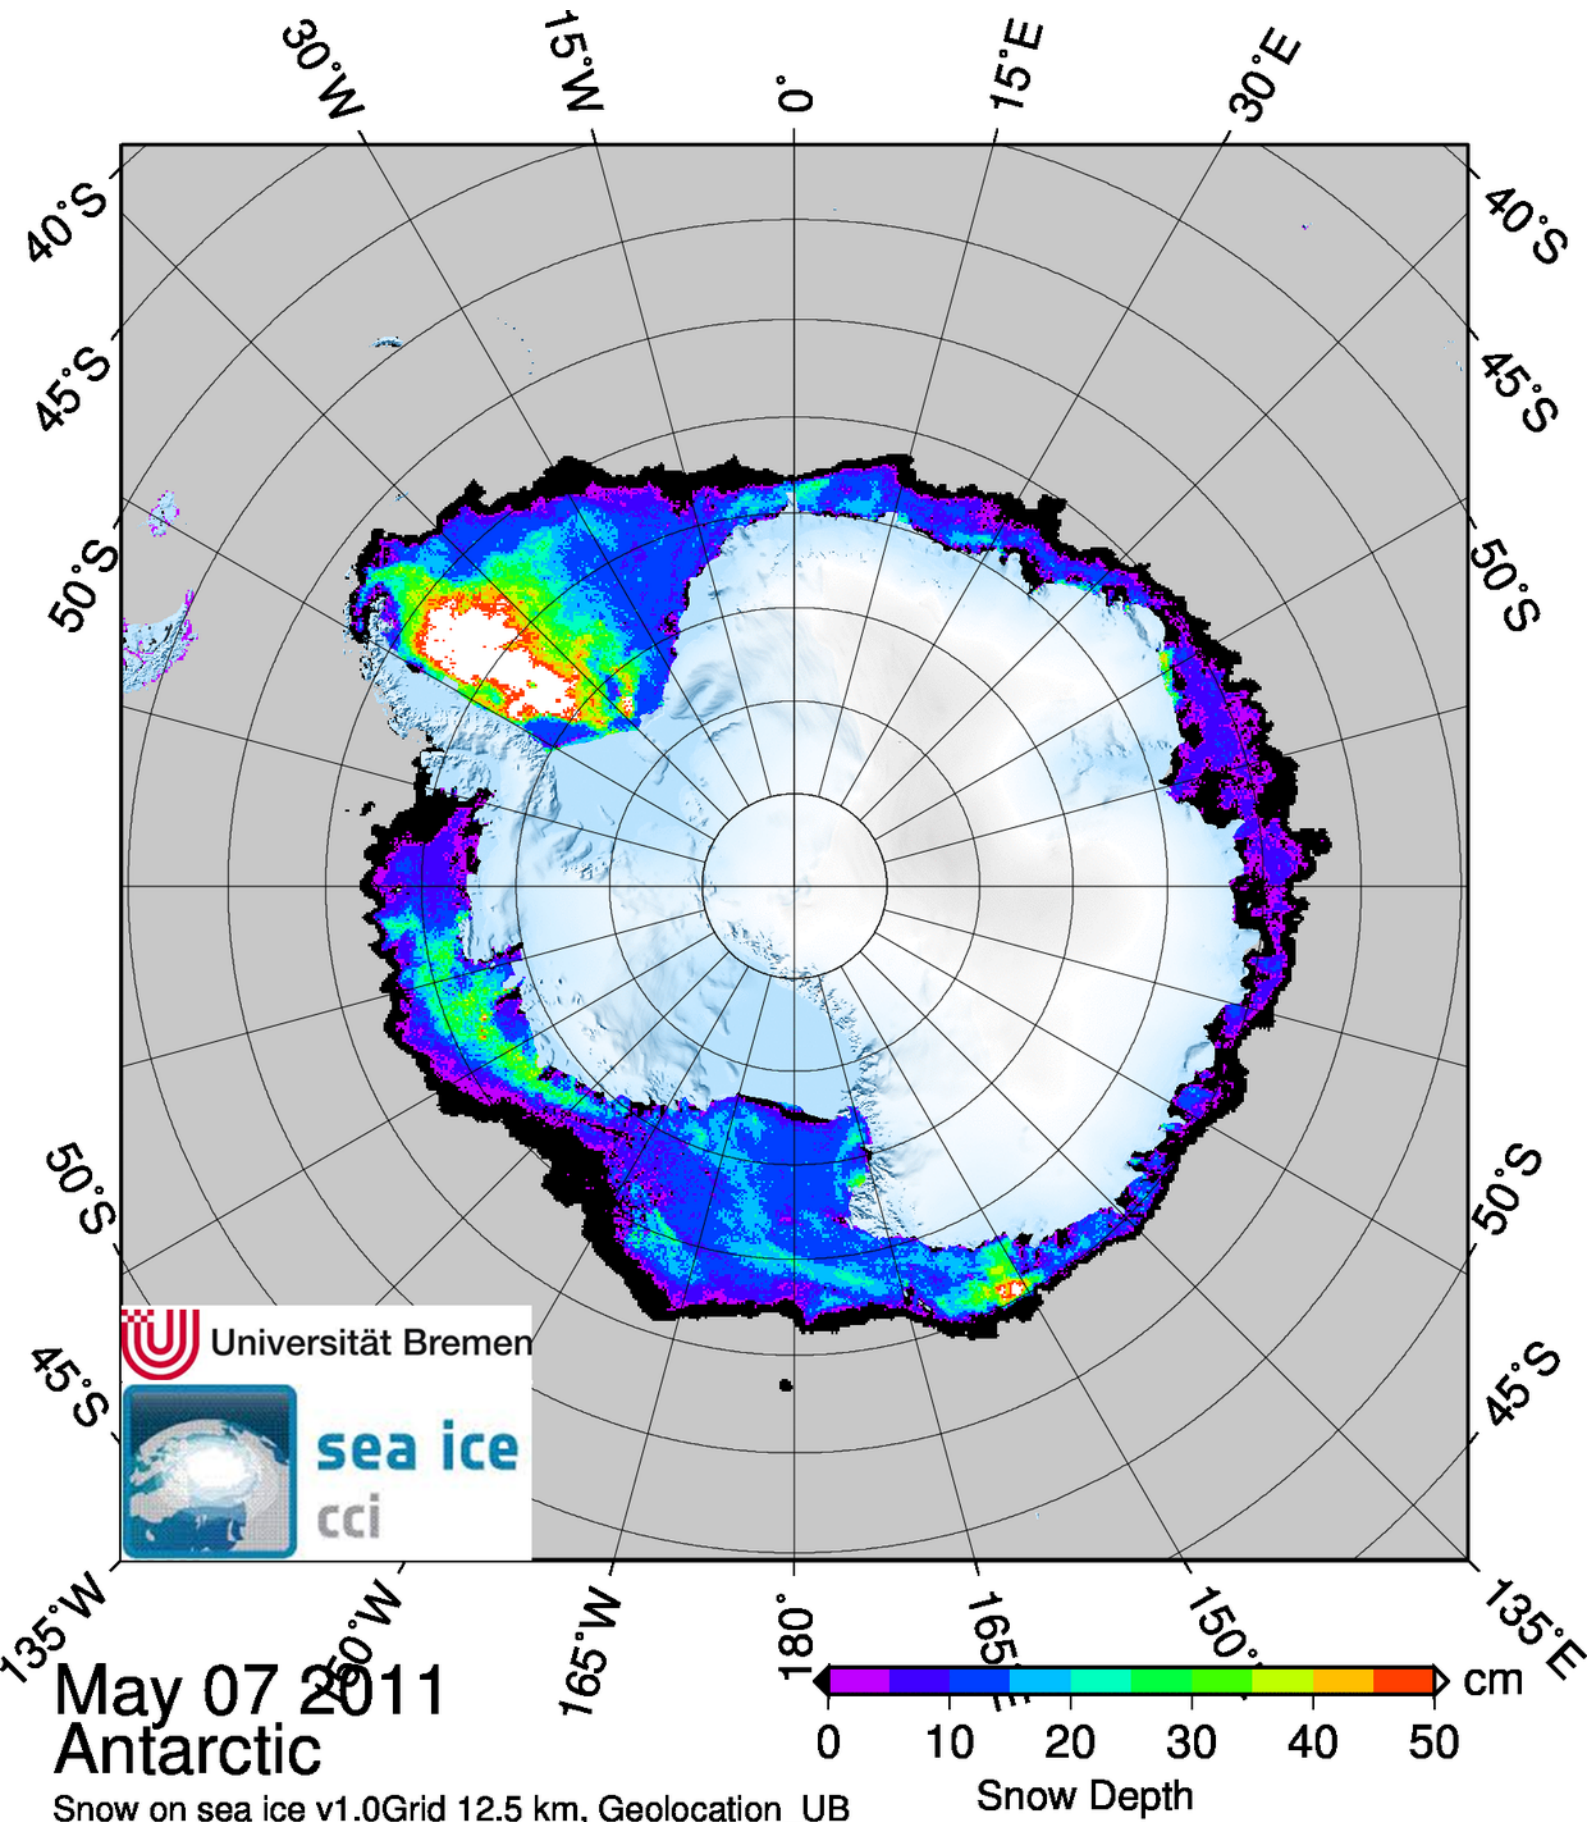 30°W 15°W 0° 15°E 30°E
40°S 40°S
45°S 45°S
50°S 50°S
50°S 50°S
45°S 45°S
Universität Bremen
sea ice
cci
135°W 165°W 180° 165° 150° 135°E
May 07 2011
Antarctic
Snow on sea ice v1.0Grid 12.5 km, Geolocation UB
cm
0 10 20 30 40 50
Snow Depth